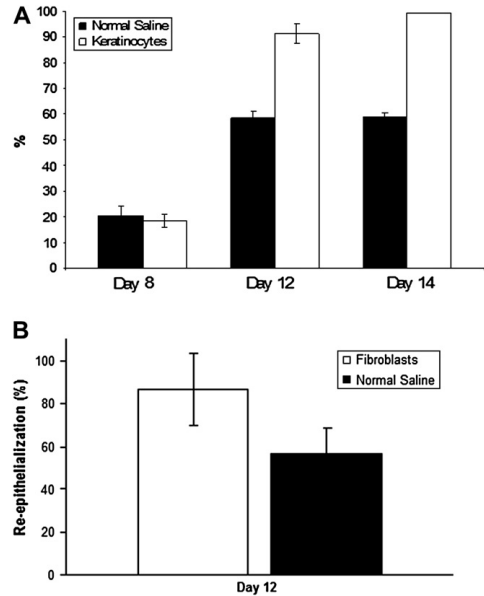 A
Normal Saline
Keratinocytes
%
100
90
80
70
60
50
40
30
20
10
0
Day 8 Day 12 Day 14
B
Fibroblasts
Normal Saline
Re-epithelialization (%)
100
80
60
40
20
0
Day 12